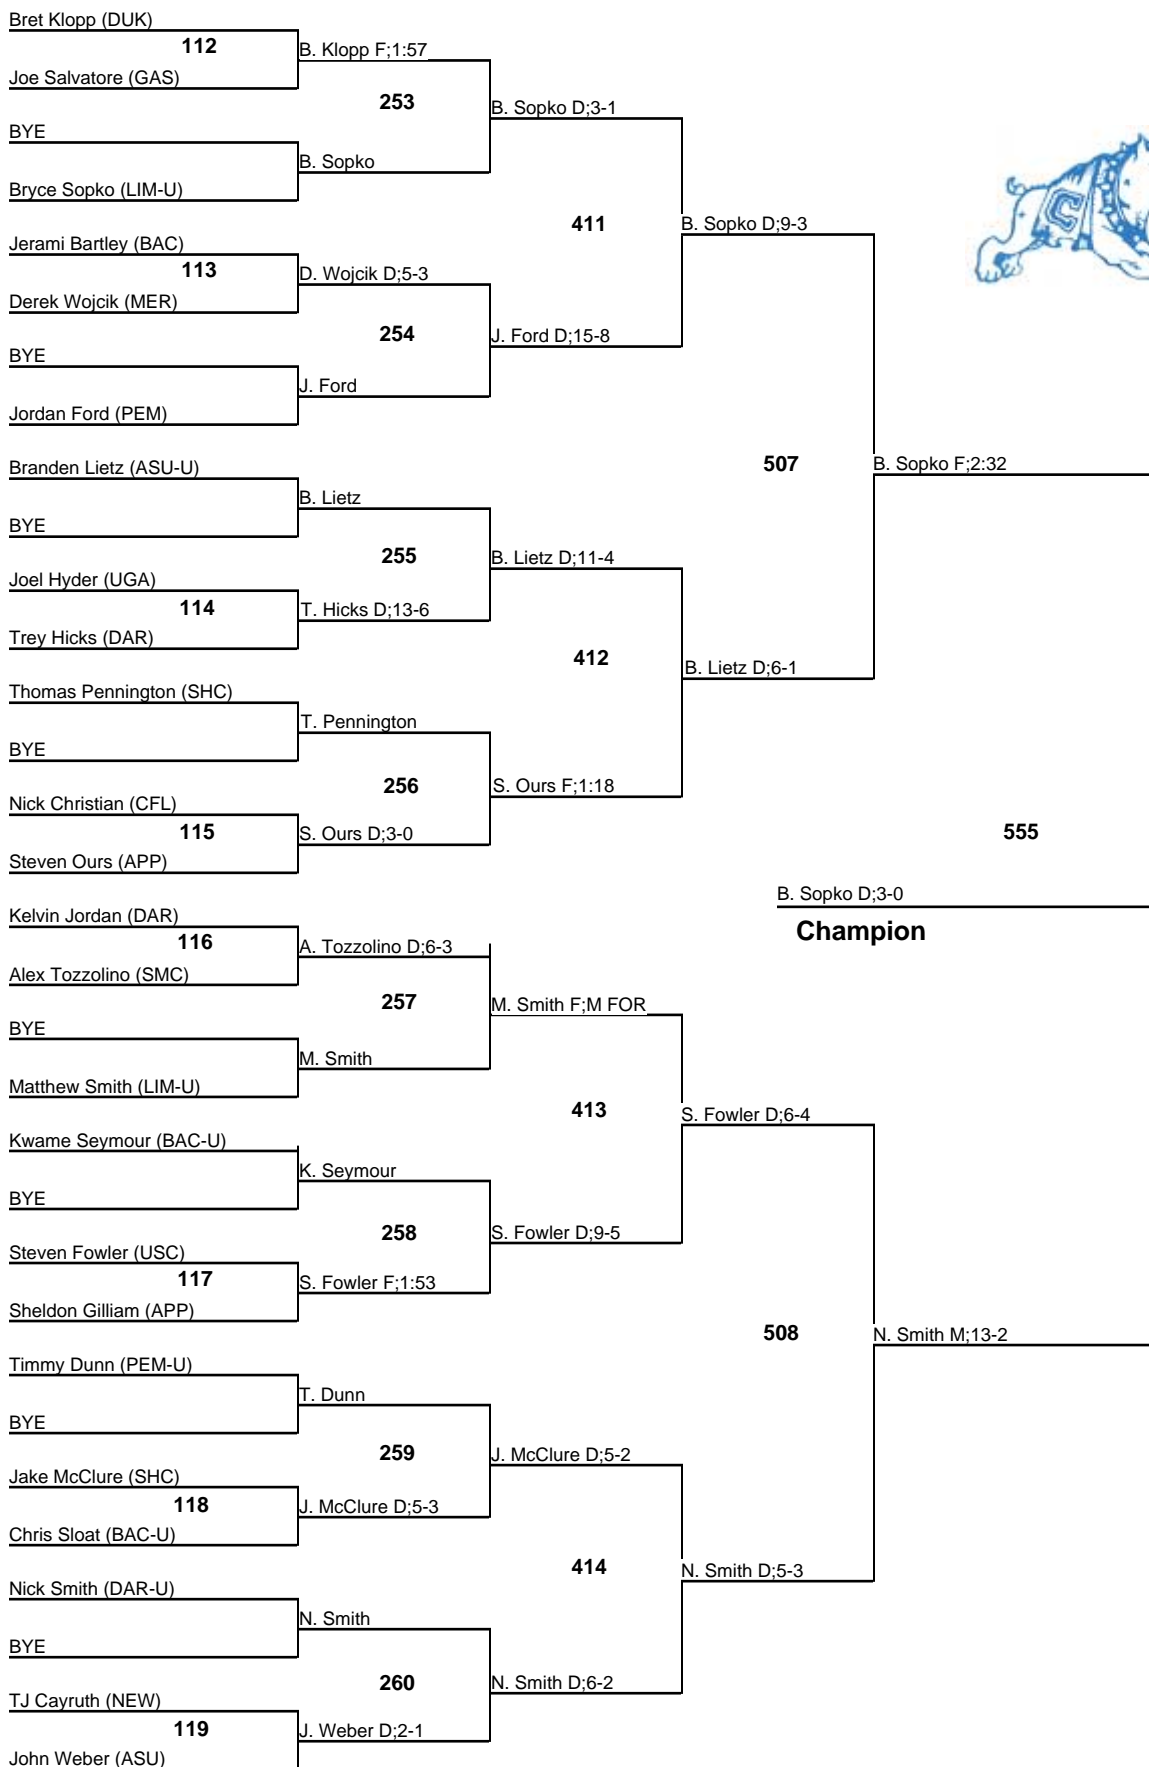 Bret Klopp (DUK)
112
B. Klopp F;1:57
Joe Salvatore (GAS)
253
B. Sopko D;3-1
BYE
B. Sopko
Bryce Sopko (LIM-U)
C
411
B. Sopko D;9-3
Jerami Bartley (BAC)
113
D. Wojcik D;5-3
Derek Wojcik (MER)
254
J. Ford D;15-8
BYE
J. Ford
Jordan Ford (PEM)
507
B. Sopko F;2:32
Branden Lietz (ASU-U)
B. Lietz
BYE
255
B. Lietz D;11-4
Joel Hyder (UGA)
114
T. Hicks D;13-6
Trey Hicks (DAR)
412
B. Lietz D;6-1
Thomas Pennington (SHC)
T. Pennington
BYE
256
S. Ours F;1:18
Nick Christian (CFL)
115
S. Ours D;3-0
Steven Ours (APP)
555
B. Sopko D;3-0
Champion
Kelvin Jordan (DAR)
116
A. Tozzolino D;6-3
Alex Tozzolino (SMC)
257
M. Smith F;M FOR
BYE
M. Smith
Matthew Smith (LIM-U)
413
S. Fowler D;6-4
Kwame Seymour (BAC-U)
K. Seymour
BYE
258
S. Fowler D;9-5
Steven Fowler (USC)
117
S. Fowler F;1:53
Sheldon Gilliam (APP)
508
N. Smith M;13-2
Timmy Dunn (PEM-U)
T. Dunn
BYE
259
J. McClure D;5-2
Jake McClure (SHC)
118
J. McClure D;5-3
Chris Sloat (BAC-U)
414
N. Smith D;5-3
Nick Smith (DAR-U)
N. Smith
BYE
260
N. Smith D;6-2
TJ Cayruth (NEW)
119
J. Weber D;2-1
John Weber (ASU)